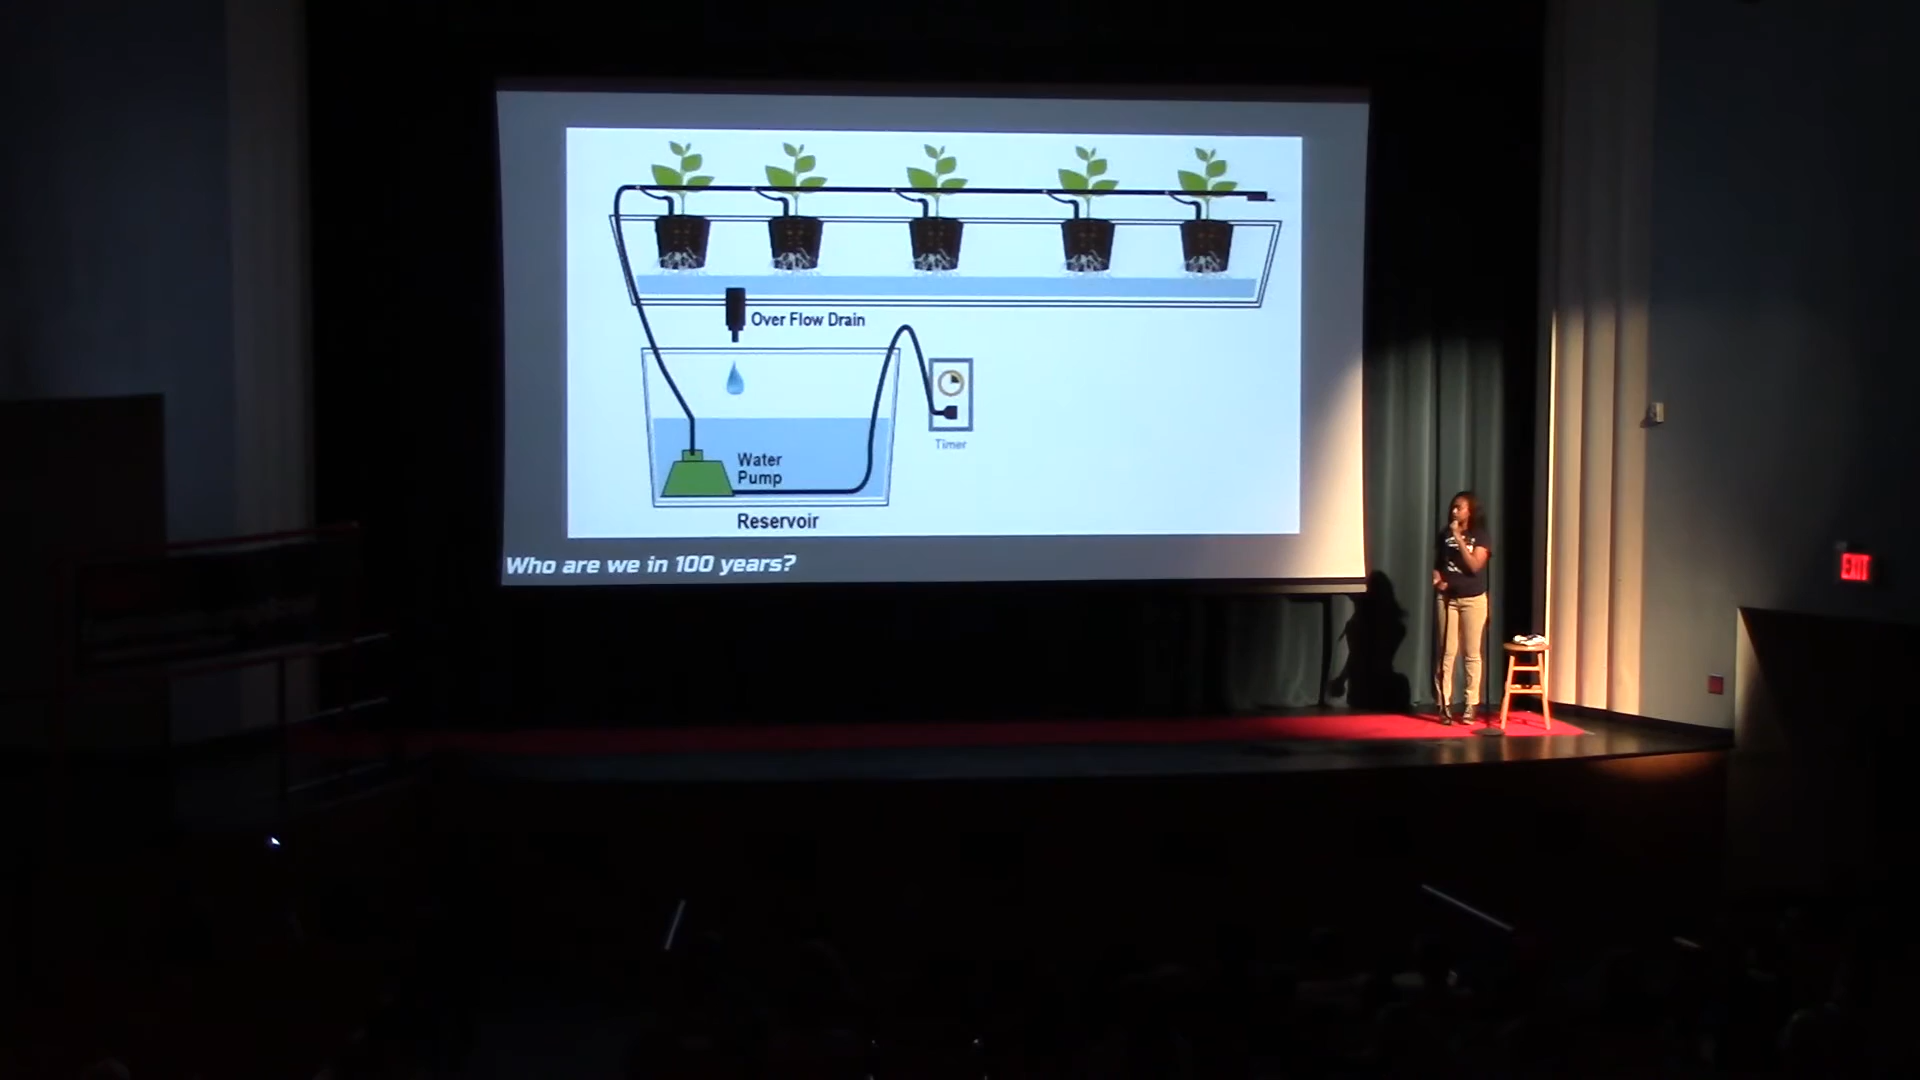 Over Flow Drain
Timer
Water
Pump
Reservoir
Who are we in 100 years?
EXIT